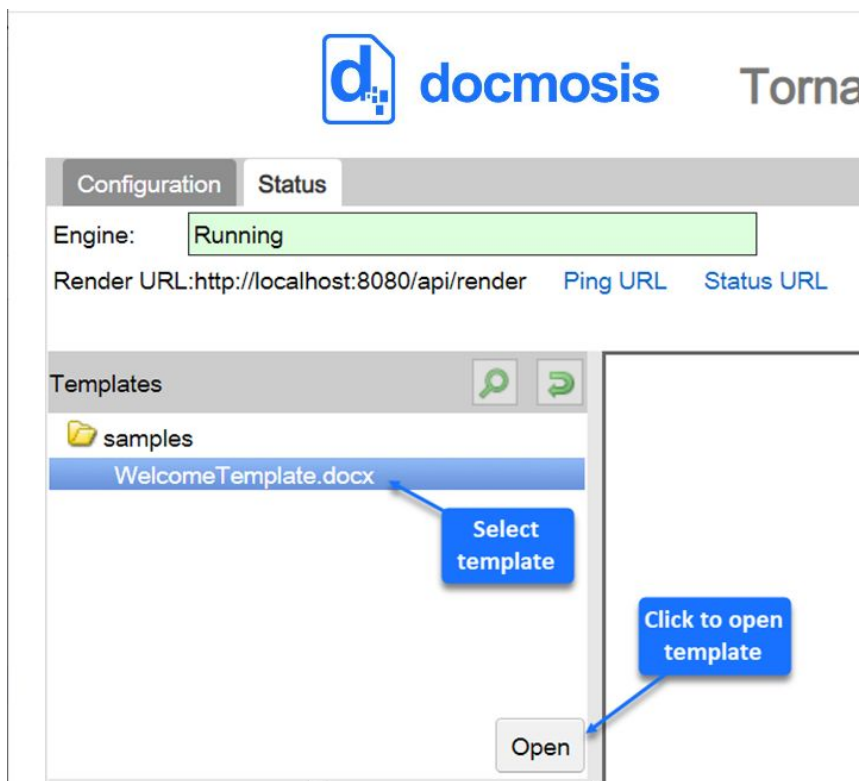 docmosis Torna
Configuration Status
Engine: Running
Render URL:http://localhost:8080/api/render Ping URL Status URL
Templates
samples
WelcomeTemplate.docx
Select
template
Click to open
template
Open